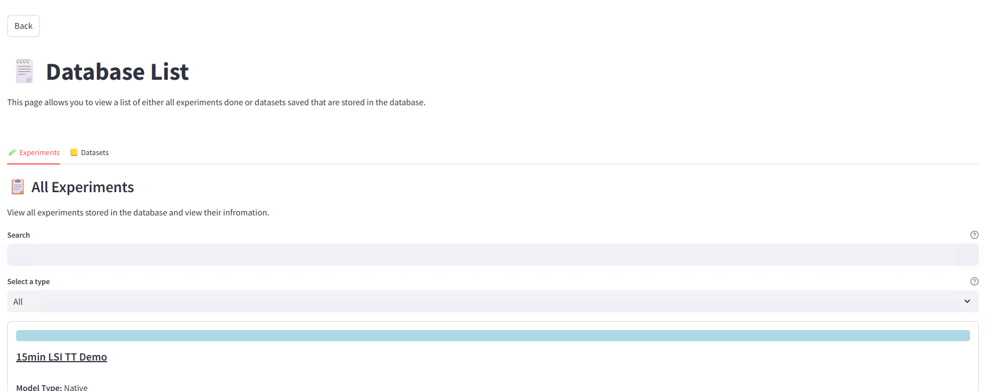 Back
Database List
This page allows you to view a list of either all experiments done or datasets saved that are stored in the database.
Experiments
Datasets
All Experiments
View all experiments stored in the database and view their infromation.
Search
Select a type
All
15min LSI TT Demo
Model Type: Native